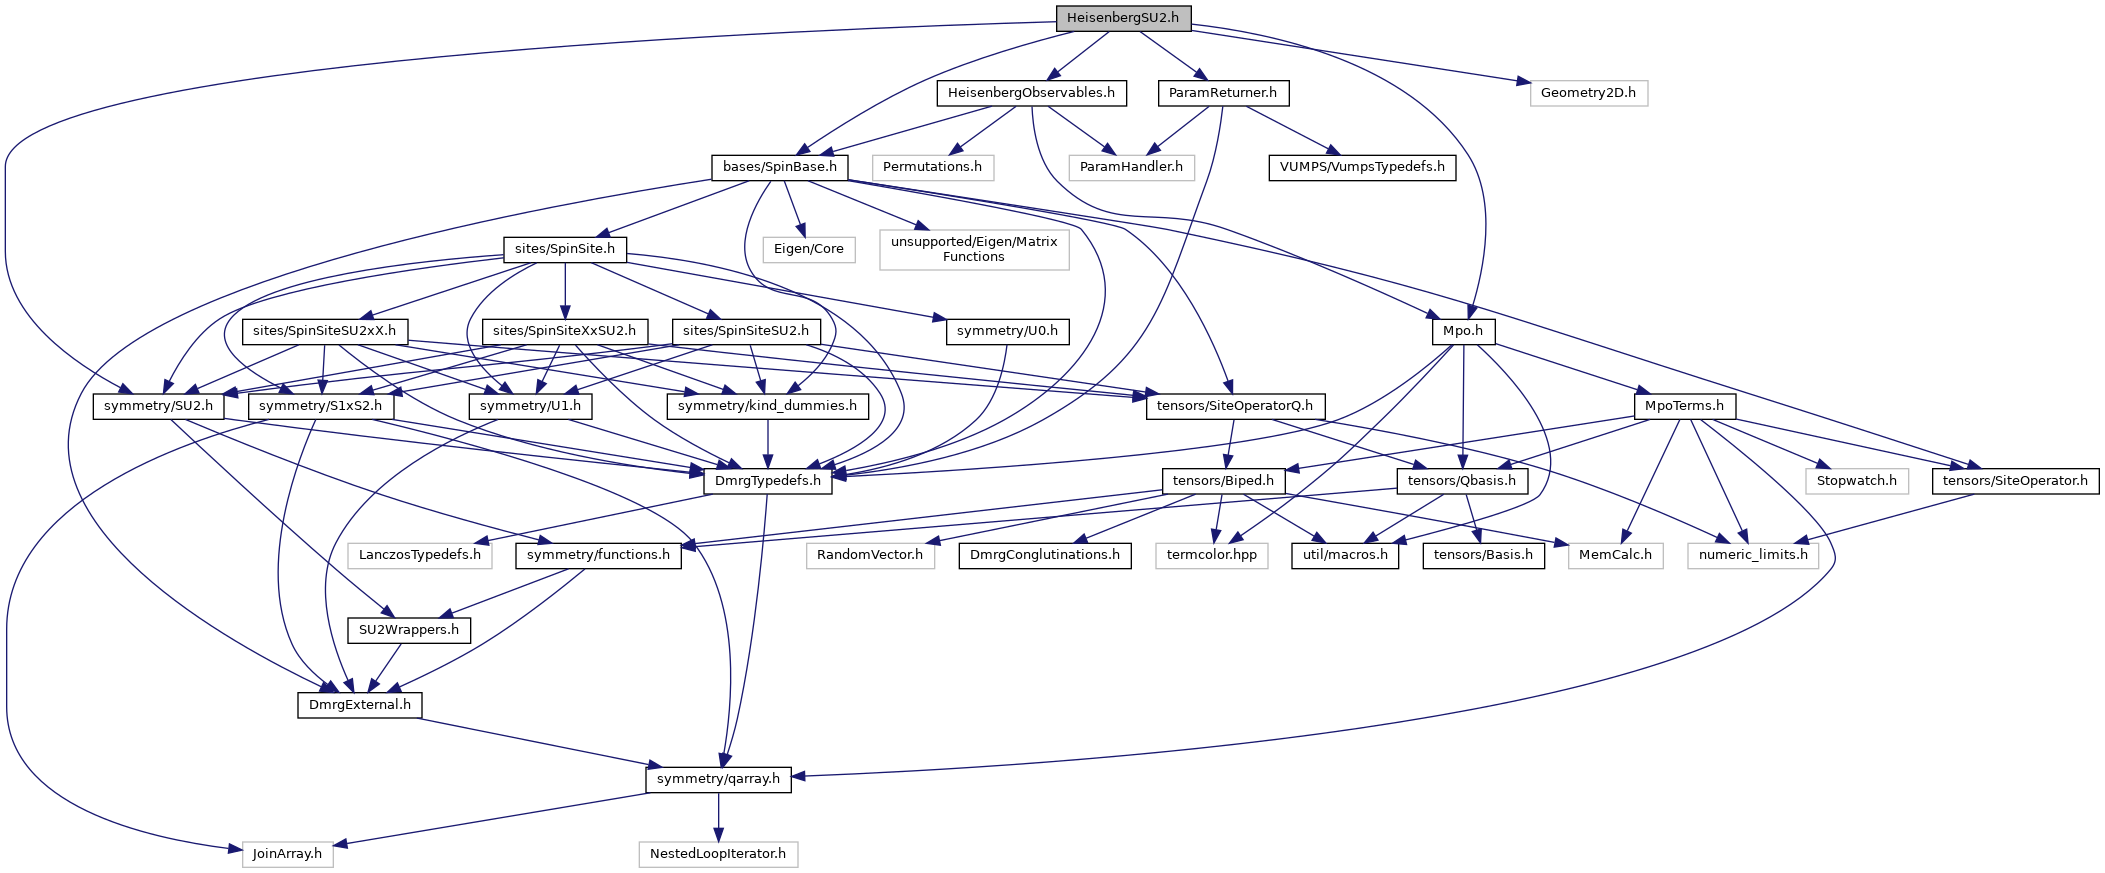 HeisenbergSU2.h
HeisenbergObservables.h
ParamReturner.h
Geometry2D.h
bases/SpinBase.h
Permutations.h
ParamHandler.h
VUMPS/VumpsTypedefs.h
sites/SpinSite.h
Eigen/Core
unsupported/Eigen/Matrix
Functions
sites/SpinSiteSU2xX.h
sites/SpinSiteXxSU2.h
sites/SpinSiteSU2.h
symmetry/U0.h
Mpo.h
symmetry/SU2.h
symmetry/S1xS2.h
symmetry/U1.h
symmetry/kind_dummies.h
tensors/SiteOperatorQ.h
MpoTerms.h
DmrgTypedefs.h
tensors/Biped.h
tensors/Qbasis.h
Stopwatch.h
tensors/SiteOperator.h
LanczosTypedefs.h
symmetry/functions.h
RandomVector.h
DmrgConglutinations.h
termcolor.hpp
util/macros.h
tensors/Basis.h
MemCalc.h
numeric_limits.h
SU2Wrappers.h
DmrgExternal.h
symmetry/qarray.h
JoinArray.h
NestedLoopIterator.h